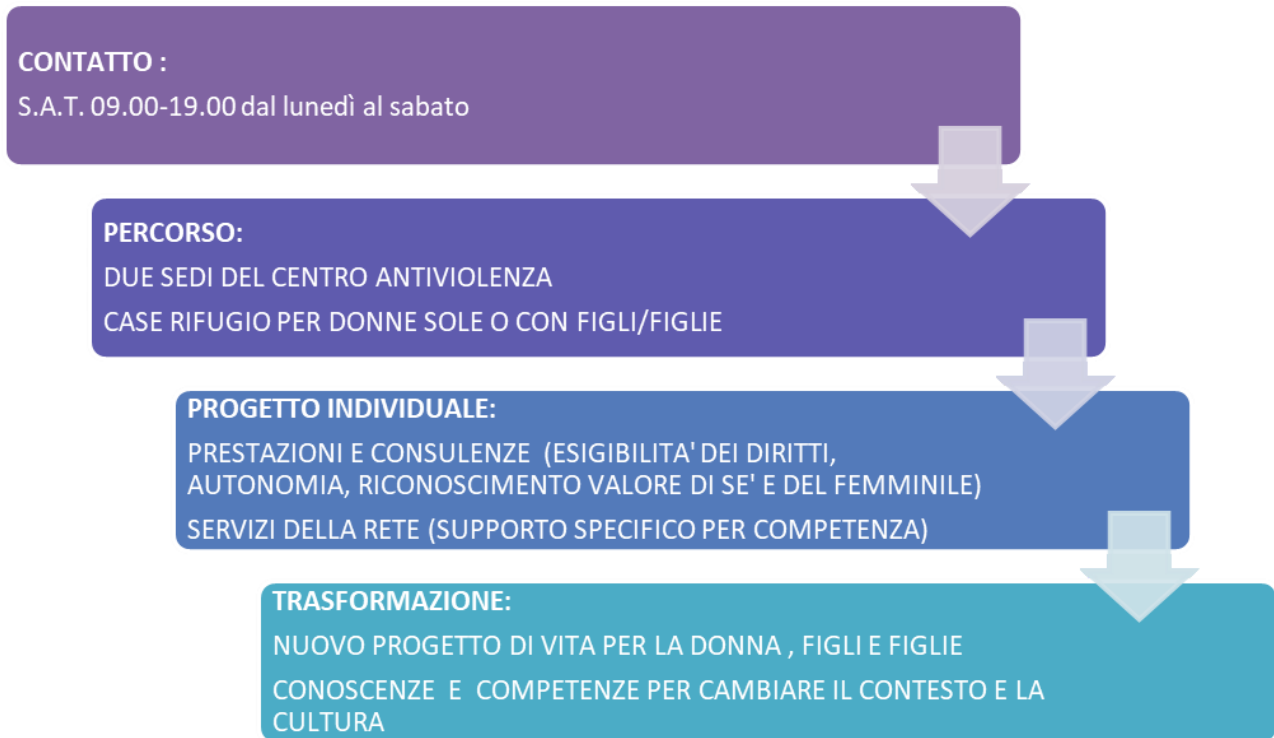 CONTATTO :
S.A.T. 09.00-19.00 dal lunedì al sabato
PERCORSO:
DUE SEDI DEL CENTRO ANTIVIOLENZA
CASE RIFUGIO PER DONNE SOLE O CON FIGLI/FIGLIE
PROGETTO INDIVIDUALE:
PRESTAZIONI E CONSULENZE (ESIGIBILITA' DEI DIRITTI,
AUTONOMIA, RICONOSCIMENTO VALORE DI SE' E DEL FEMMINILE)
SERVIZI DELLA RETE (SUPPORTO SPECIFICO PER COMPETENZA)
TRASFORMAZIONE:
NUOVO PROGETTO DI VITA PER LA DONNA , FIGLI E FIGLIE
CONOSCENZE E COMPETENZE PER CAMBIARE IL CONTESTO E LA
CULTURA